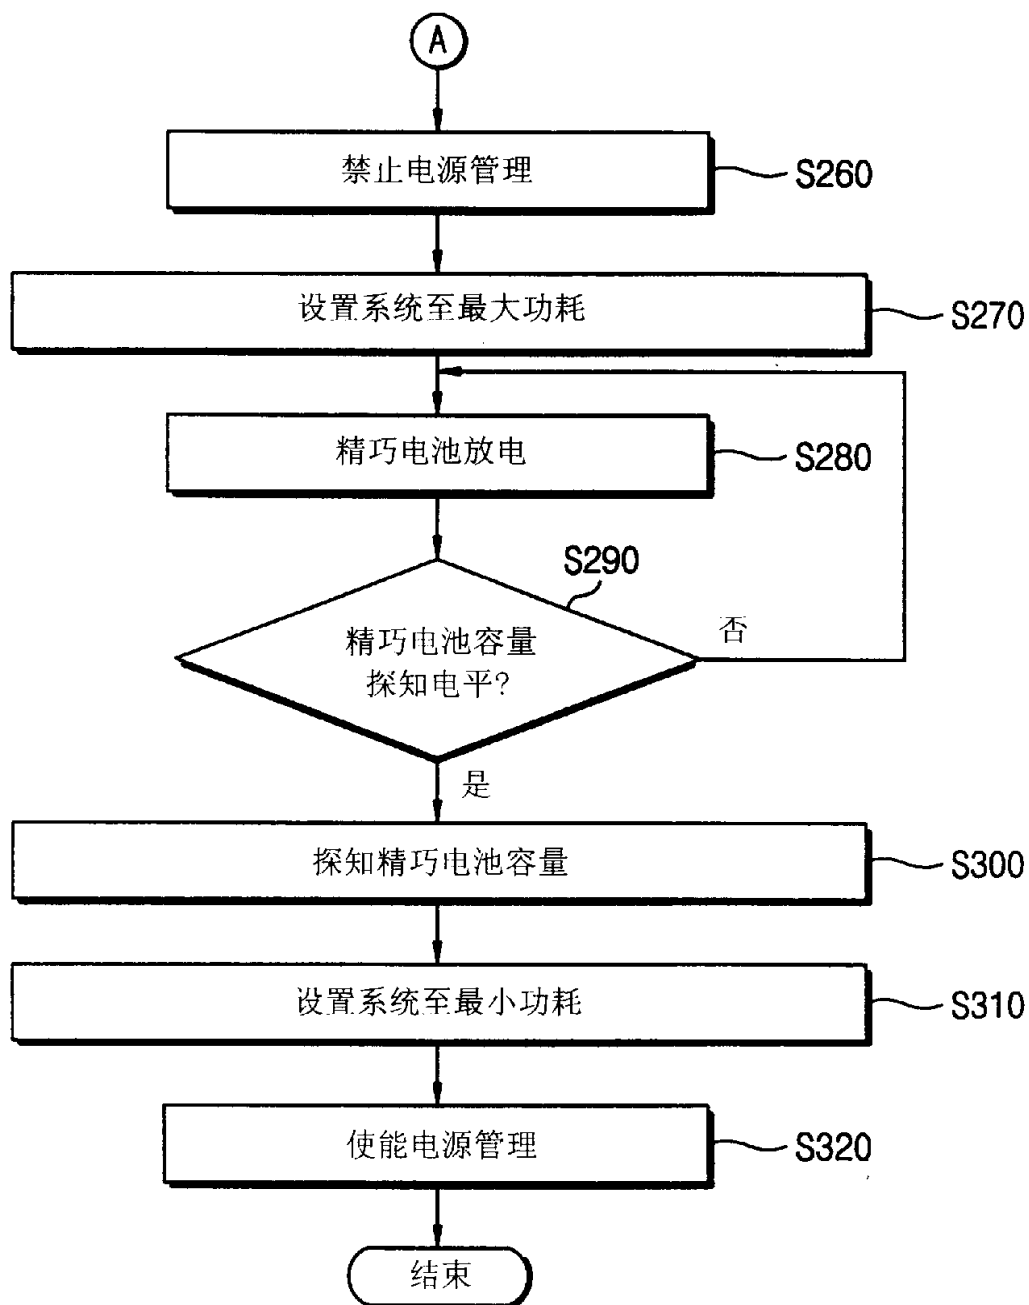 A
禁止电源管理
S260
设置系统至最大功耗
S270
精巧电池放电
S280
S290
精巧电池容量
探知电平?
否
是
探知精巧电池容量
S300
设置系统至最小功耗
S310
使能电源管理
S320
结束